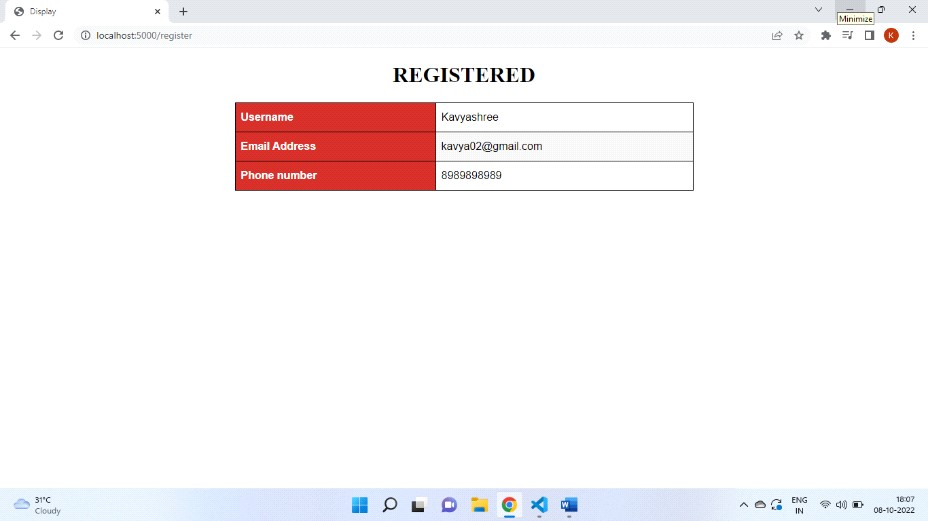 Display
Minimize
localhost:5000/register
K
REGISTERED
Username Kavyashree
Email Address kavya02@gmail.com
Phone number 8989898989
31°C
Cloudy
W
ENG
IN
18:07
08-10-2022